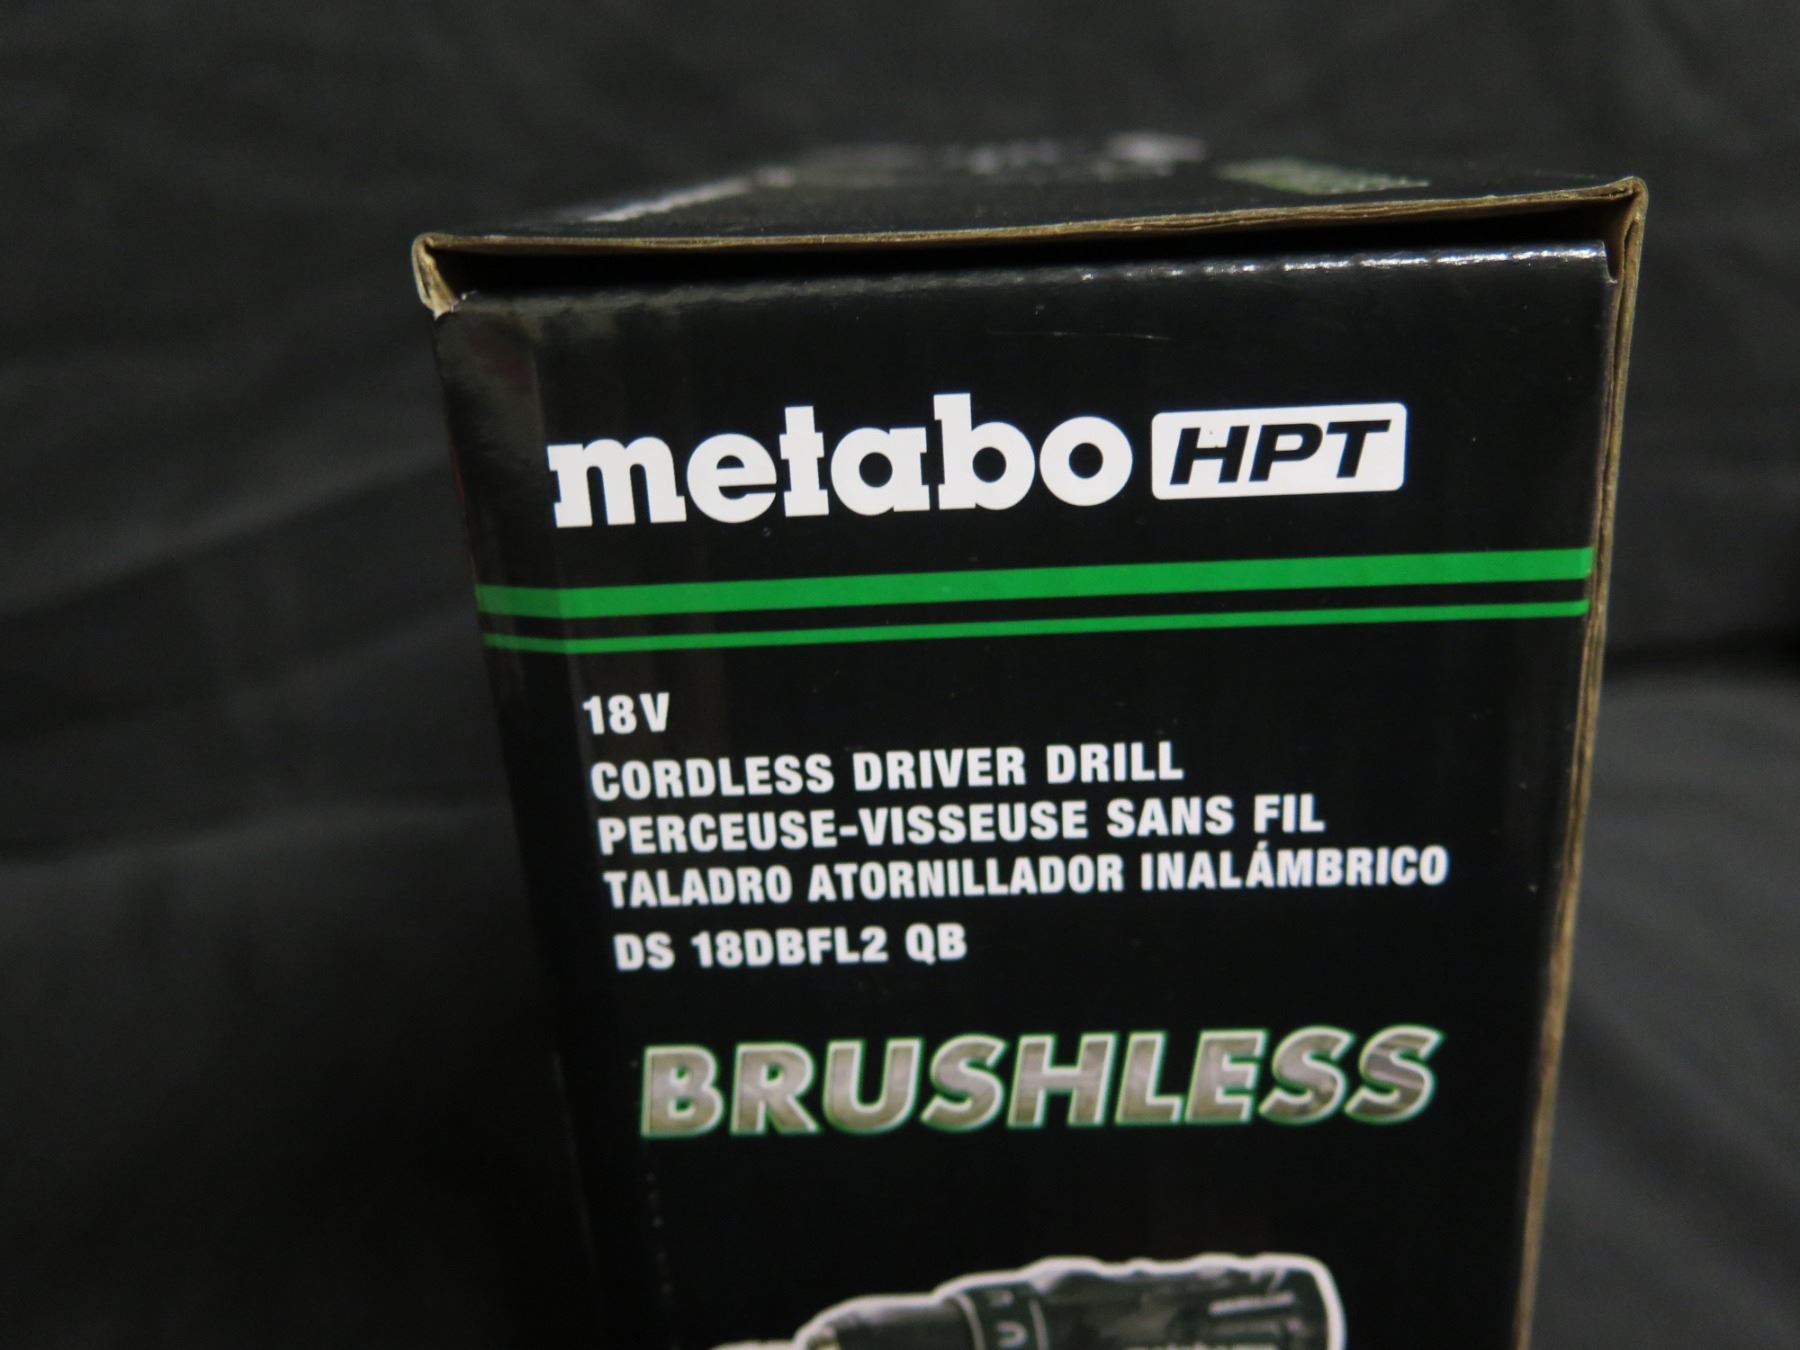 metabo HPT
18V
CORDLESS DRIVER DRILL
PERCEUSE-VISSEUSE SANS FIL
TALADRO ATORNILLADOR INALÁMBRICO
DS 18DBFL2 QB
BRUSHLESS